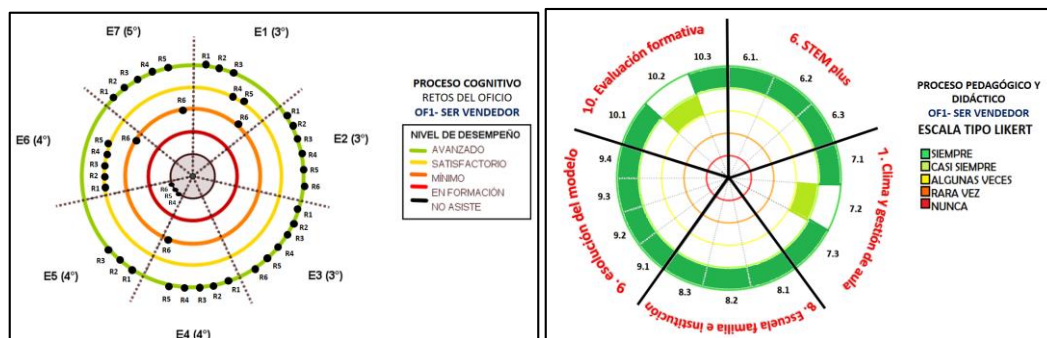 E7 (5°)
E1 (3°)
R1 R2 R3 R4 R5
R1 R2 R3
R4 R5
R6
R6
R6
E6 (4°)
R5
R4
R3
R2
R1
E2 (3°)
R1
R2
R3
R4
R5
R6
R6
R5
R4
R6
E5 (4°)
R3
R2
R1
E3 (3°)
R1
R2
R3
R4
R5
R6
R5 R4 R3 R2 R1
E4 (4°)
PROCESO COGNITIVO
RETOS DEL OFICIO
OF1- SER VENDEDOR
NIVEL DE DESEMPEÑO
AVANZADO
SATISFACTORIO
MÍNIMO
EN FORMACIÓN
NO ASISTE
10. Evaluación formativa
6. STEM plus
7. Clima y gestión de aula
8. Escuela familia e institución
9. esolución del modelo
10.3
6.1.
10.2
6.2
10.1
6.3
9.4
7.1
9.3
7.2
9.2
7.3
9.1
8.1
8.3
8.2
PROCESO PEDAGÓGICO Y
DIDÁCTICO
OF1- SER VENDEDOR
ESCALA TIPO LIKERT
SIEMPRE
CASI SIEMPRE
ALGUNAS VECES
RARA VEZ
NUNCA